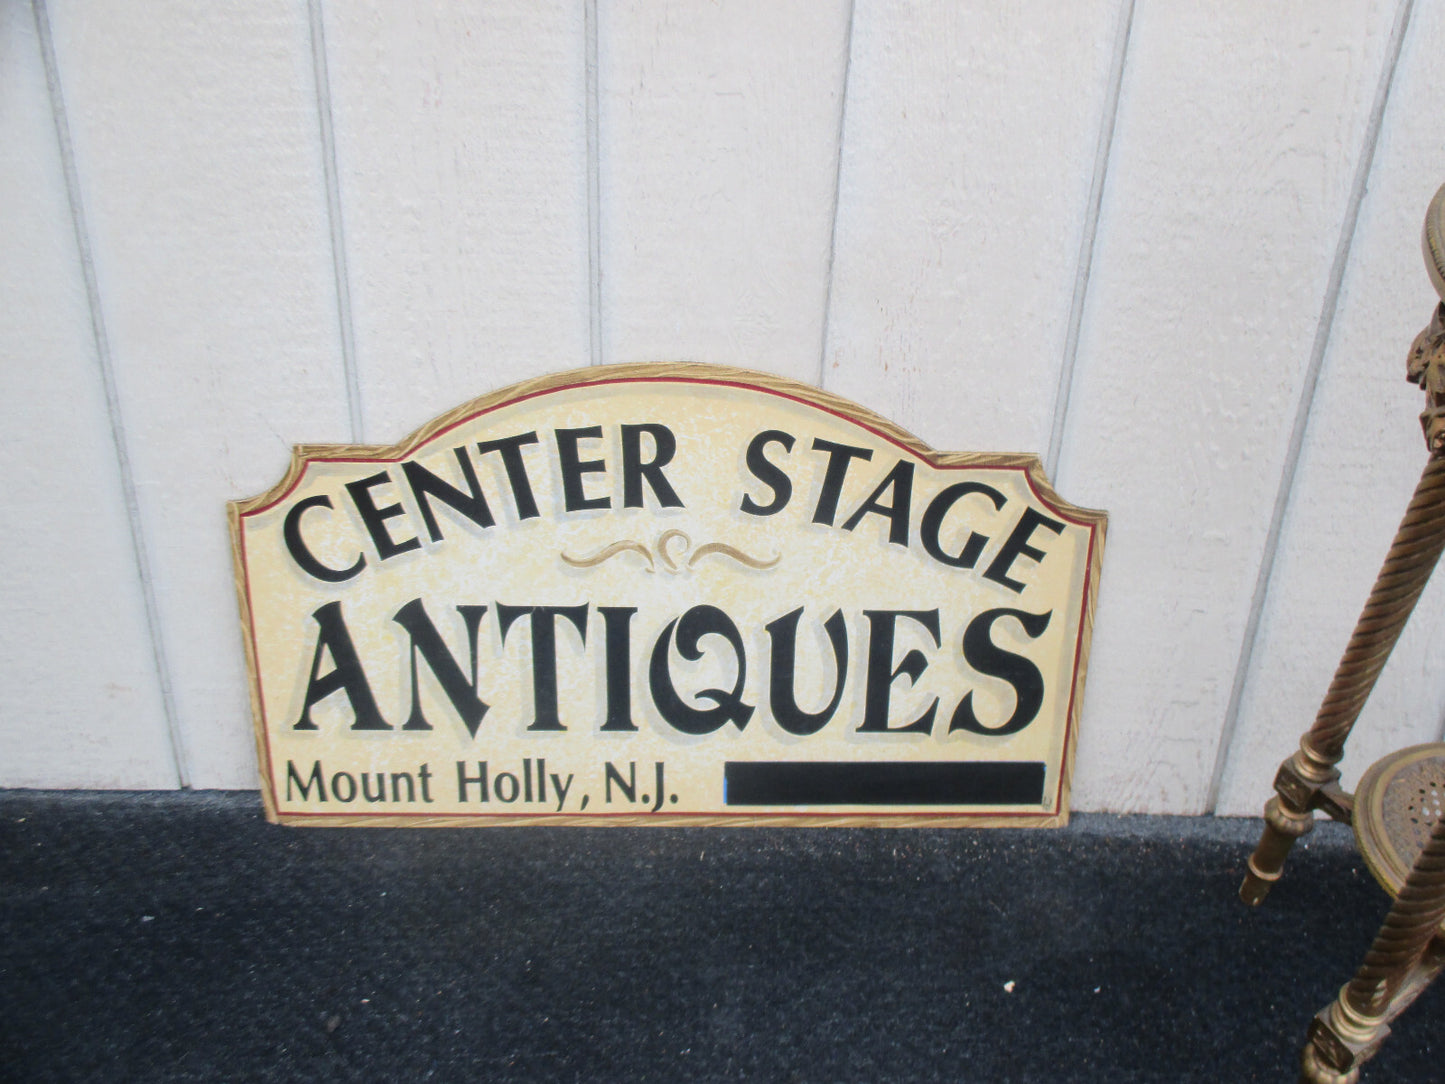 CENTER STAGE
ANTIQUES
Mount Holly, N.J.